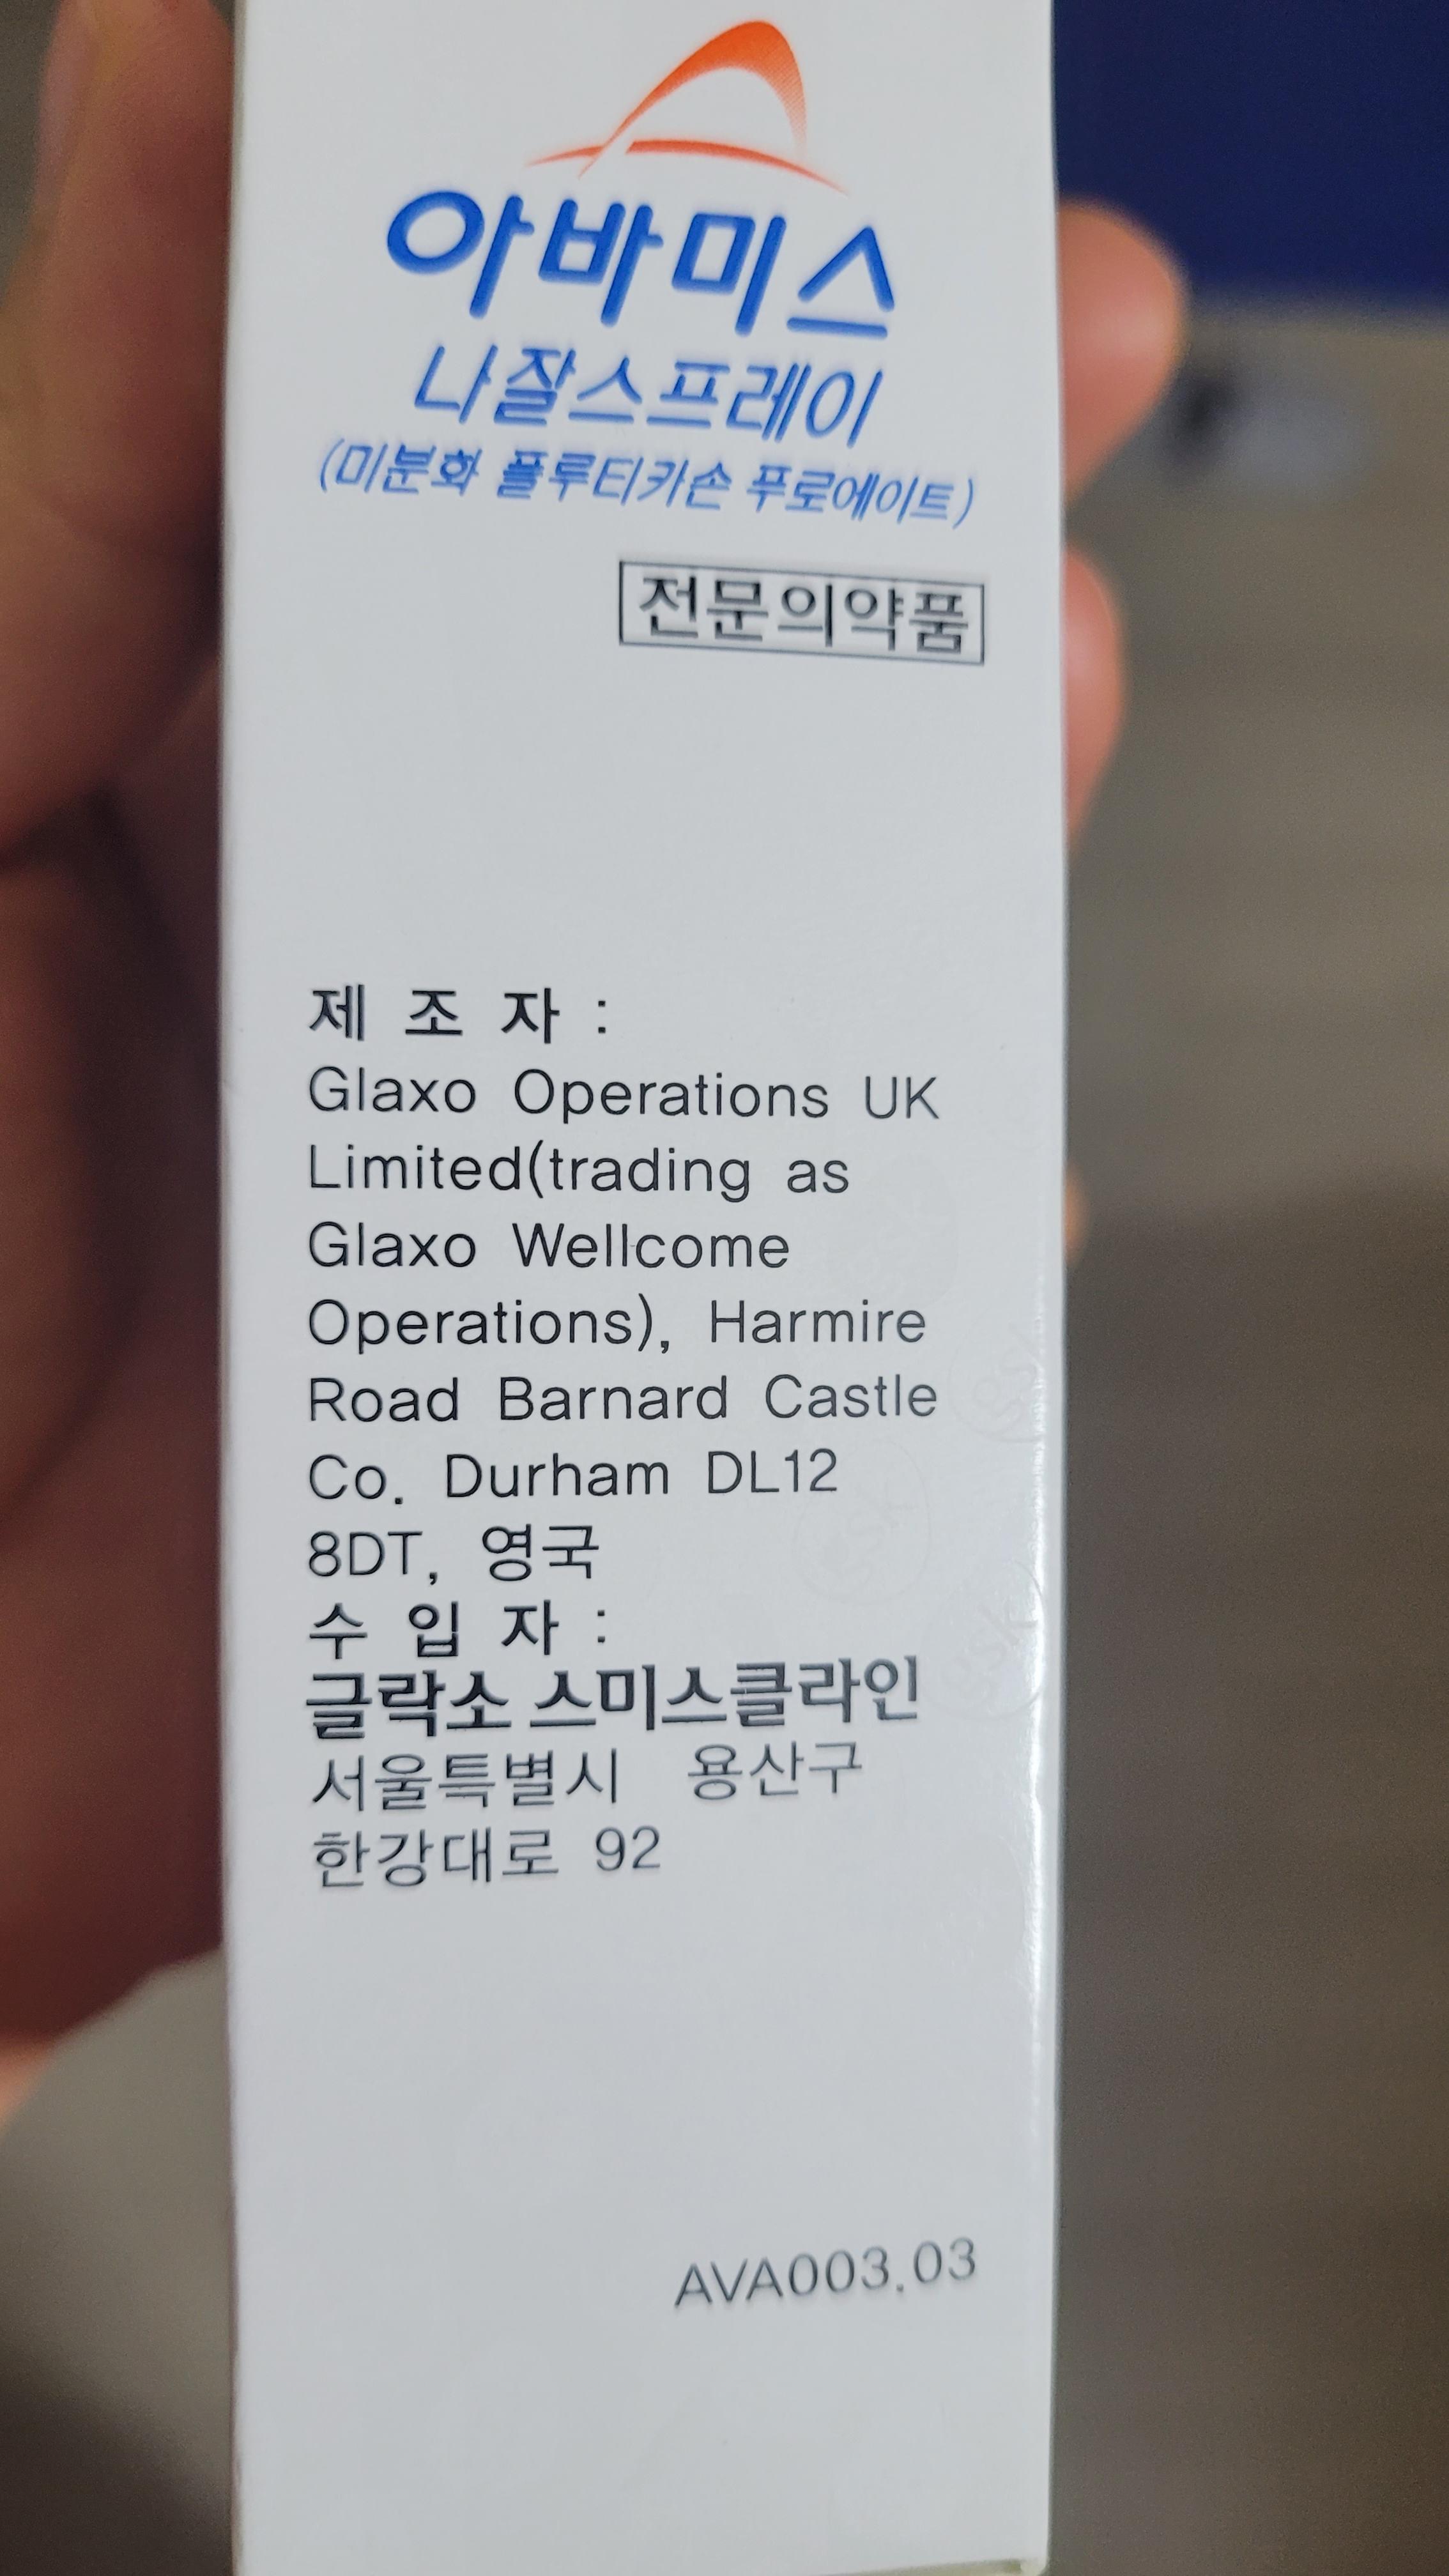 아바미스
나잘스프레이
(미분화 플루티카손 푸로에이트)
전문의약품
제 조 자 :
Glaxo Operations UK
Limited(trading as
Glaxo Wellcome
Operations), Harmire
Road Barnard Castle
Co. Durham DL12
8DT, 영국
수 입 자 :
글락소 스미스클라인
서울특별시 용산구
한강대로 92
gsk
gsk
gsk
AVA003.03